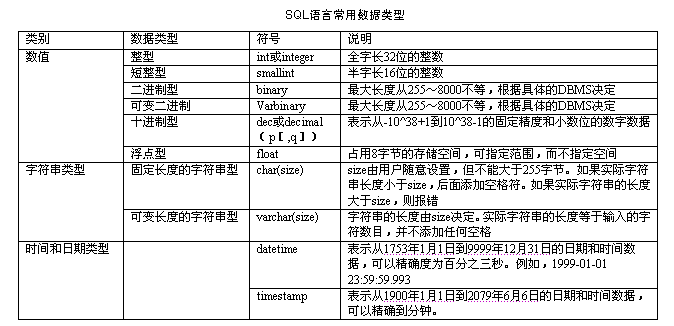 SQL语言常用数据类型
类别 数据类型 符号 说明
数值 整型 int或integer 全字长32位的整数
短整型 smallint 半字长16位的整数
二进制型 binary 最大长度从255~8000不等，根据具体的DBMS决定
可变二进制 Varbinary 最大长度从255~8000不等，根据具体的DBMS决定
十进制型 dec或decimal 表示从-10^38+1到10^38-1的固定精度和小数位的数字数据
（p[,q]）
浮点型 float 占用8字节的存储空间，可指定范围，而不指定空间
字符串类型 固定长度的字符串型 char(size) size由用户随意设置，但不能大于255字节。如果实际字符
串长度小于size，后面添加空格符。如果实际字符串的长度
大于size，则报错
可变长度的字符串型 varchar(size) 字符串的长度由size决定。实际字符串的长度等于输入的字
符数目，并不添加任何空格
时间和日期类型 datetime 表示从1753年1月1日到9999年12月31日的日期和时间数
据，可以精确度为百分之三秒。例如，1999-01-01
23:59:59.993
timestamp 表示从1900年1月1日到2079年6月6日的日期和时间数据，
可以精确到分钟。